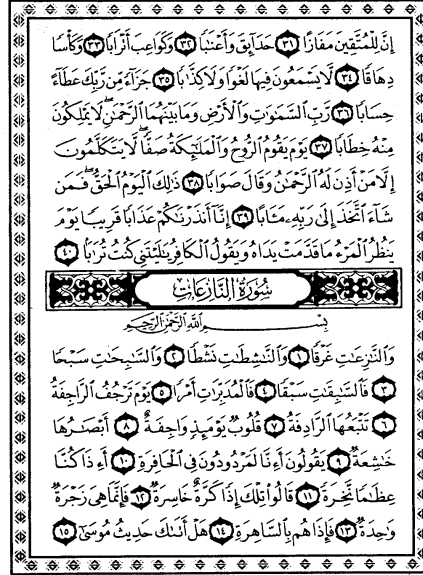 إِنَّ لِلْمُتَّقِينَ مَفَازًا ٣١ حَدَآئِقَ وَأَعْنَٰبًا ٣٢ وَكَوَاعِبَ أَتْرَابًا ٣٣ وَكَأْسًا
دِهَاقًا ٣٤ لَّا يَسْمَعُونَ فِيهَا لَغْوًا وَلَا كِذَّٰبًا ٣٥ جَزَآءً مِّن رَّبِّكَ عَطَآءً
حِسَابًا ٣٦ رَّبِّ ٱلسَّمَٰوَٰتِ وَٱلْأَرْضِ وَمَا بَيْنَهُمَا ٱلرَّحْمَٰنِ ۖ لَا يَمْلِكُونَ
مِنْهُ خِطَابًا ٣٧ يَوْمَ يَقُومُ ٱلرُّوحُ وَٱلْمَلَٰٓئِكَةُ صَفًّا ۖ لَّا يَتَكَلَّمُونَ
إِلَّا مَنْ أَذِنَ لَهُ ٱلرَّحْمَٰنُ وَقَالَ صَوَابًا ٣٨ ذَٰلِكَ ٱلْيَوْمُ ٱلْحَقُّ ۖ فَمَن
شَآءَ ٱتَّخَذَ إِلَىٰ رَبِّهِۦ مَـَٔابًا ٣٩ إِنَّآ أَنذَرْنَٰكُمْ عَذَابًا قَرِيبًا يَوْمَ
يَنظُرُ ٱلْمَرْءُ مَا قَدَّمَتْ يَدَاهُ وَيَقُولُ ٱلْكَافِرُ يَٰلَيْتَنِى كُنتُ تُرَٰبًۢا ٤٠
سُورَةُ النَّازِعَاتِ
بِسْمِ ٱللَّهِ ٱلرَّحْمَٰنِ ٱلرَّحِيمِ
وَٱلنَّٰزِعَٰتِ غَرْقًا ١ وَٱلنَّٰشِطَٰتِ نَشْطًا ٢ وَٱلسَّٰبِحَٰتِ سَبْحًا
٣ فَٱلسَّٰبِقَٰتِ سَبْقًا ٤ فَٱلْمُدَبِّرَٰتِ أَمْرًا ٥ يَوْمَ تَرْجُفُ ٱلرَّاجِفَةُ
٦ تَتْبَعُهَا ٱلرَّادِفَةُ ٧ قُلُوبٌ يَوْمَئِذٍ وَاجِفَةٌ ٨ أَبْصَٰرُهَا
خَٰشِعَةٌ ٩ يَقُولُونَ أَءِنَّا لَمَرْدُودُونَ فِى ٱلْحَافِرَةِ ١٠ أَءِذَا كُنَّا
عِظَٰمًا نَّخِرَةً ١١ قَالُوا۟ تِلْكَ إِذًا كَرَّةٌ خَاسِرَةٌ ١٢ فَإِنَّمَا هِىَ زَجْرَةٌ
وَٰحِدَةٌ ١٣ فَإِذَا هُم بِٱلسَّاهِرَةِ ١٤ هَلْ أَتَىٰكَ حَدِيثُ مُوسَىٰٓ ١٥